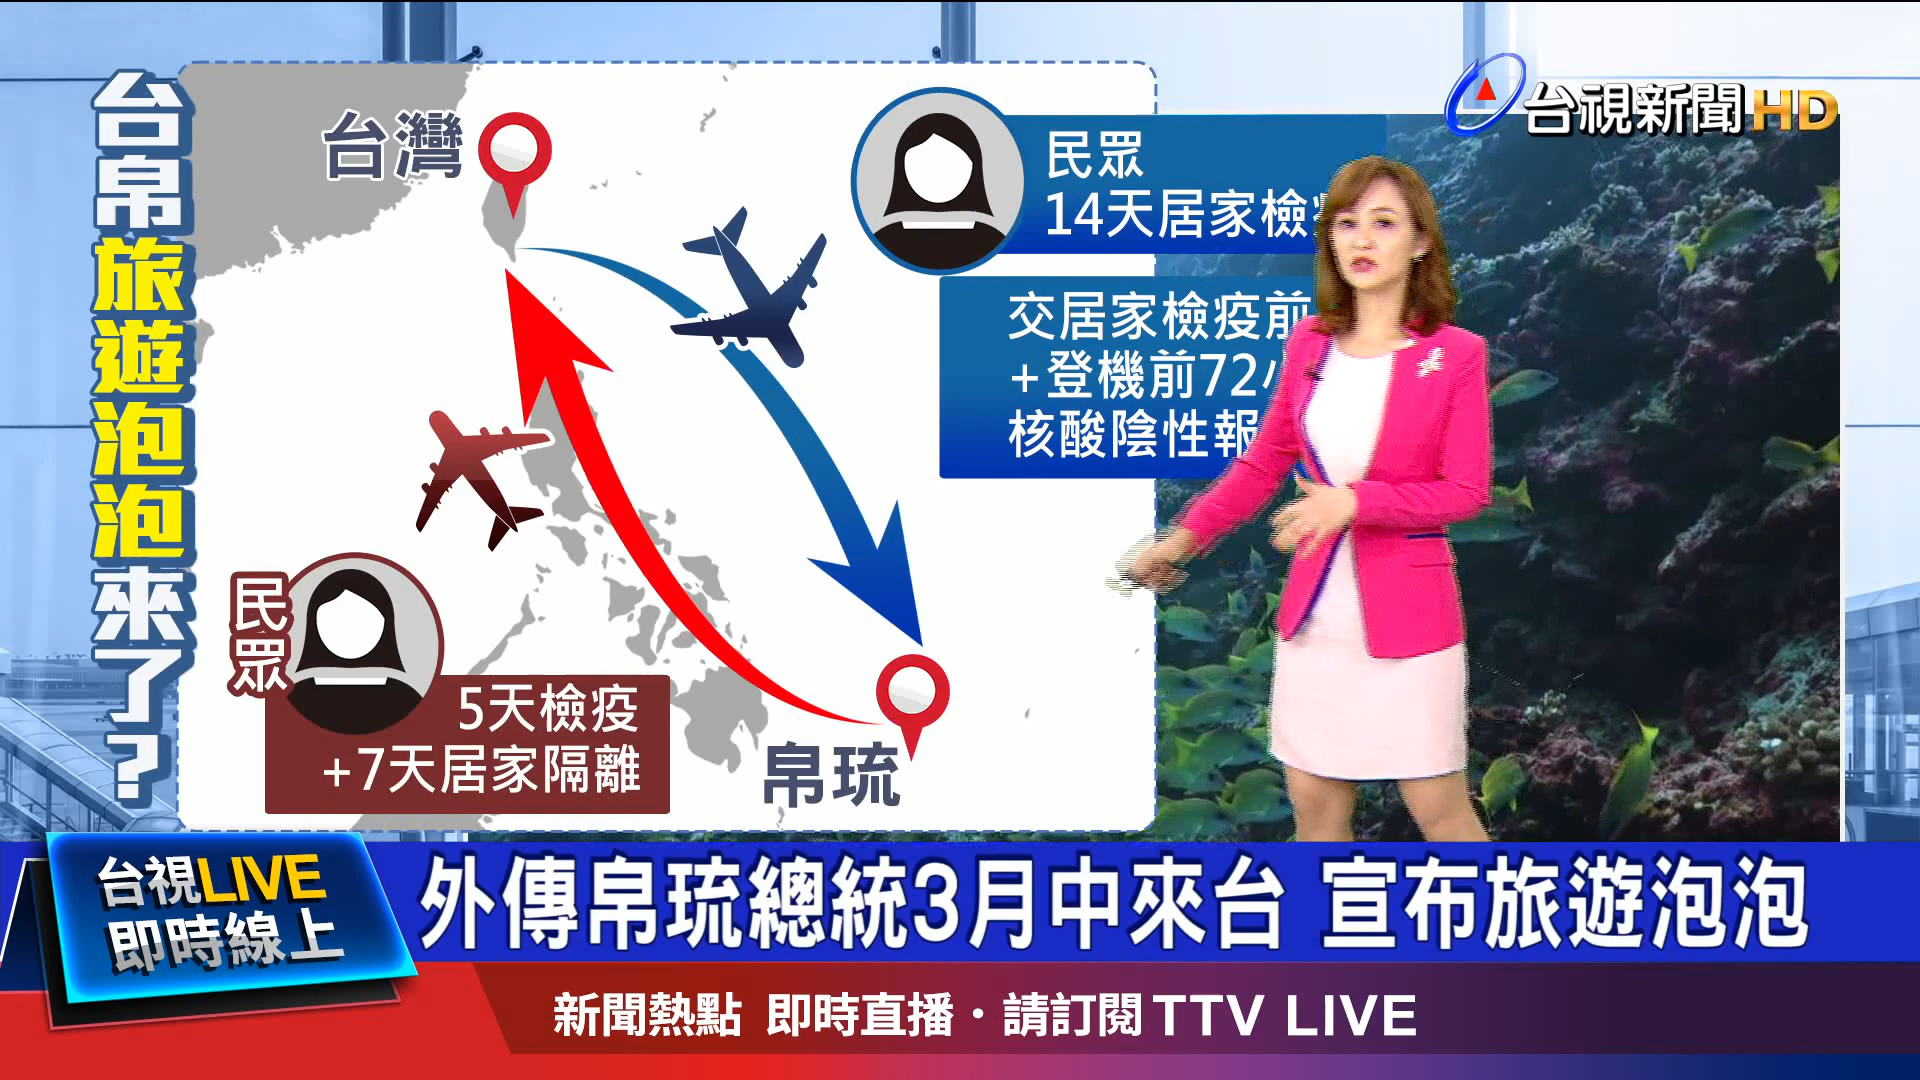 台帛旅遊泡泡來了?
台灣
民眾
14天居家檢
交居家檢疫前
+登機前72小
核酸陰性報
台視新聞HD
民眾
5天檢疫
+7天居家隔離
帛琉
台視LIVE
即時線上
外傳帛琉總統3月中來台 宣布旅遊泡泡
新聞熱點 即時直播・請訂閱TTV LIVE